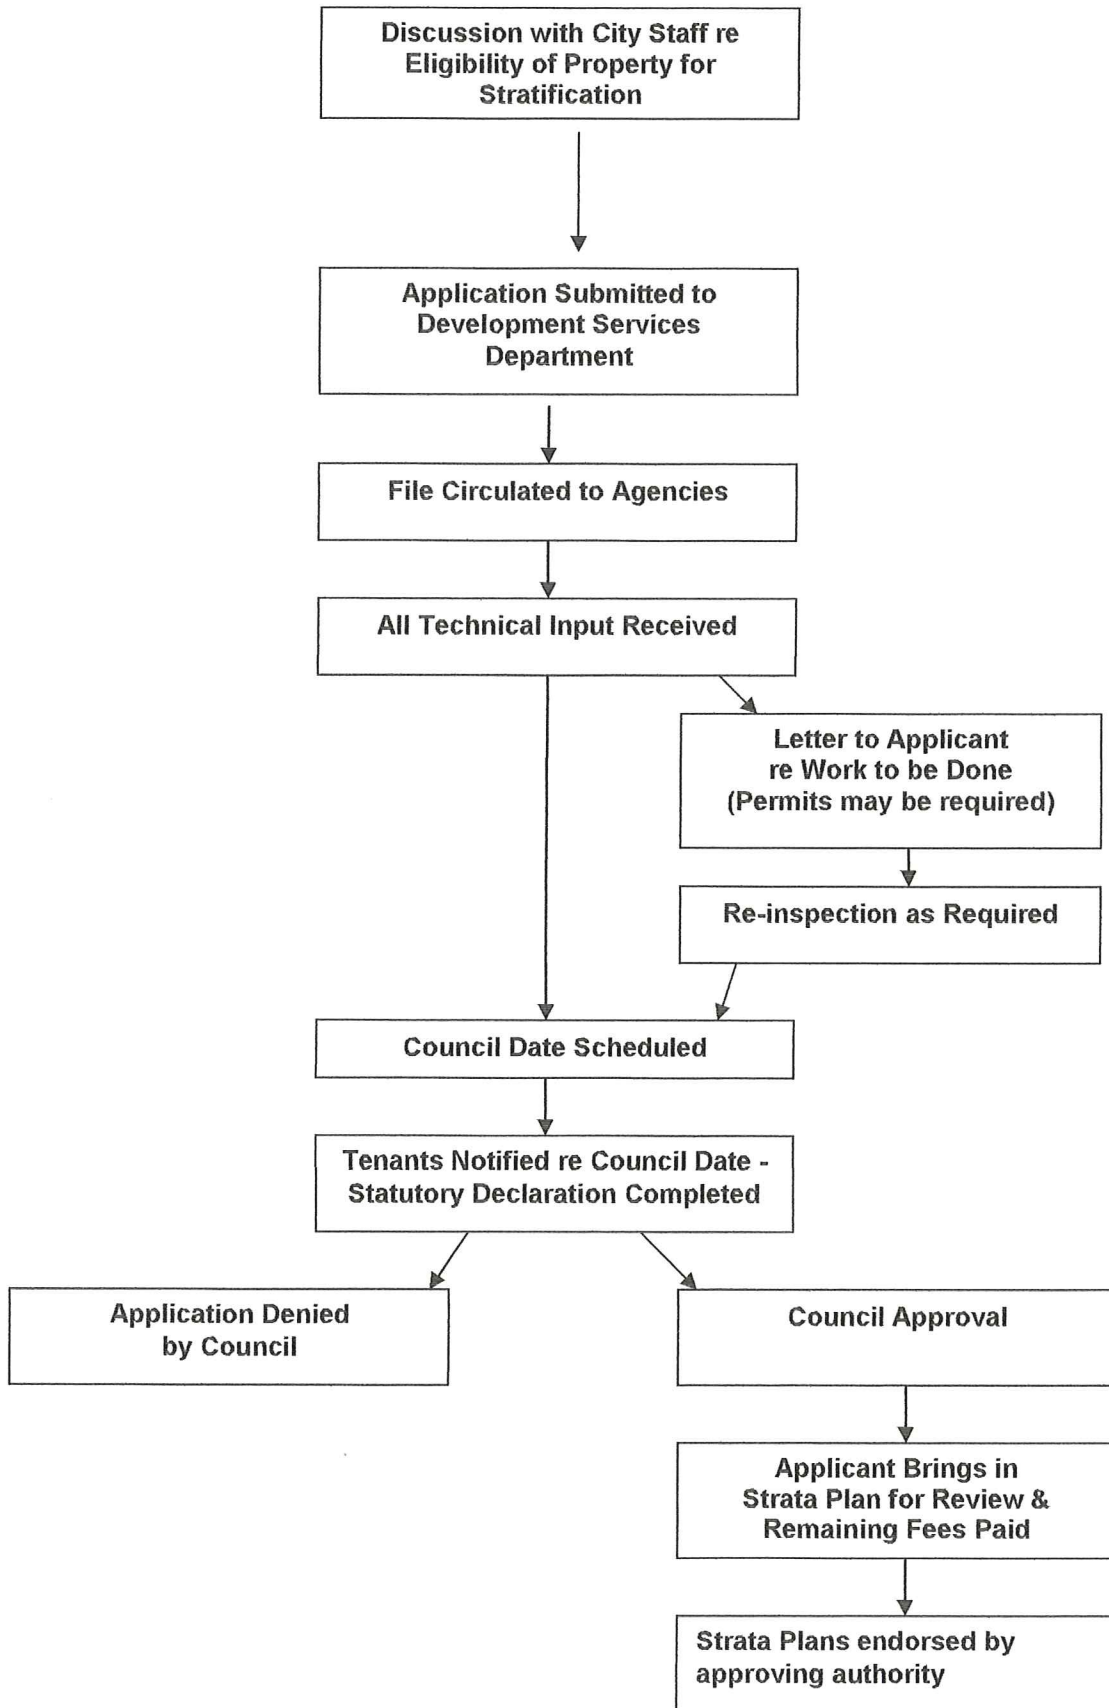 Discussion with City Staff re
Eligibility of Property for
Stratification
Application Submitted to
Development Services
Department
File Circulated to Agencies
All Technical Input Received
Letter to Applicant
re Work to be Done
(Permits may be required)
Re-inspection as Required
Council Date Scheduled
Tenants Notified re Council Date -
Statutory Declaration Completed
Application Denied
by Council
Council Approval
Applicant Brings in
Strata Plan for Review &
Remaining Fees Paid
Strata Plans endorsed by
approving authority